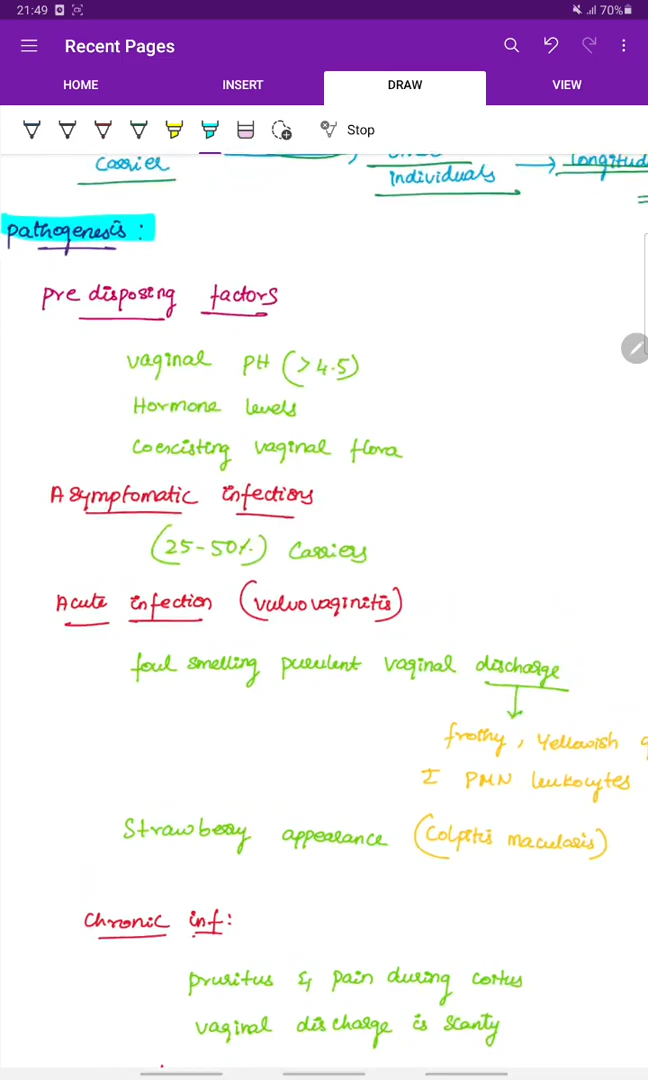 21:49 70%
Recent Pages
HOME INSERT DRAW VIEW
Stop
Carrier individuals longitud
pathogenesis :
pre disposing factors
vaginal PH (>4.5)
Hormone levels
Coexcisting vaginal flora
Asymptomatic infections
(25-50%) Carriers
Acute infection (vulvovaginitis)
foul smelling purulent vaginal discharge
frothy, yellowish
PMN leukocytes
Strawberry appearance (Colpitis macularis)
Chronic inf:
pruritus & pain during coitus
vaginal discharge is scanty